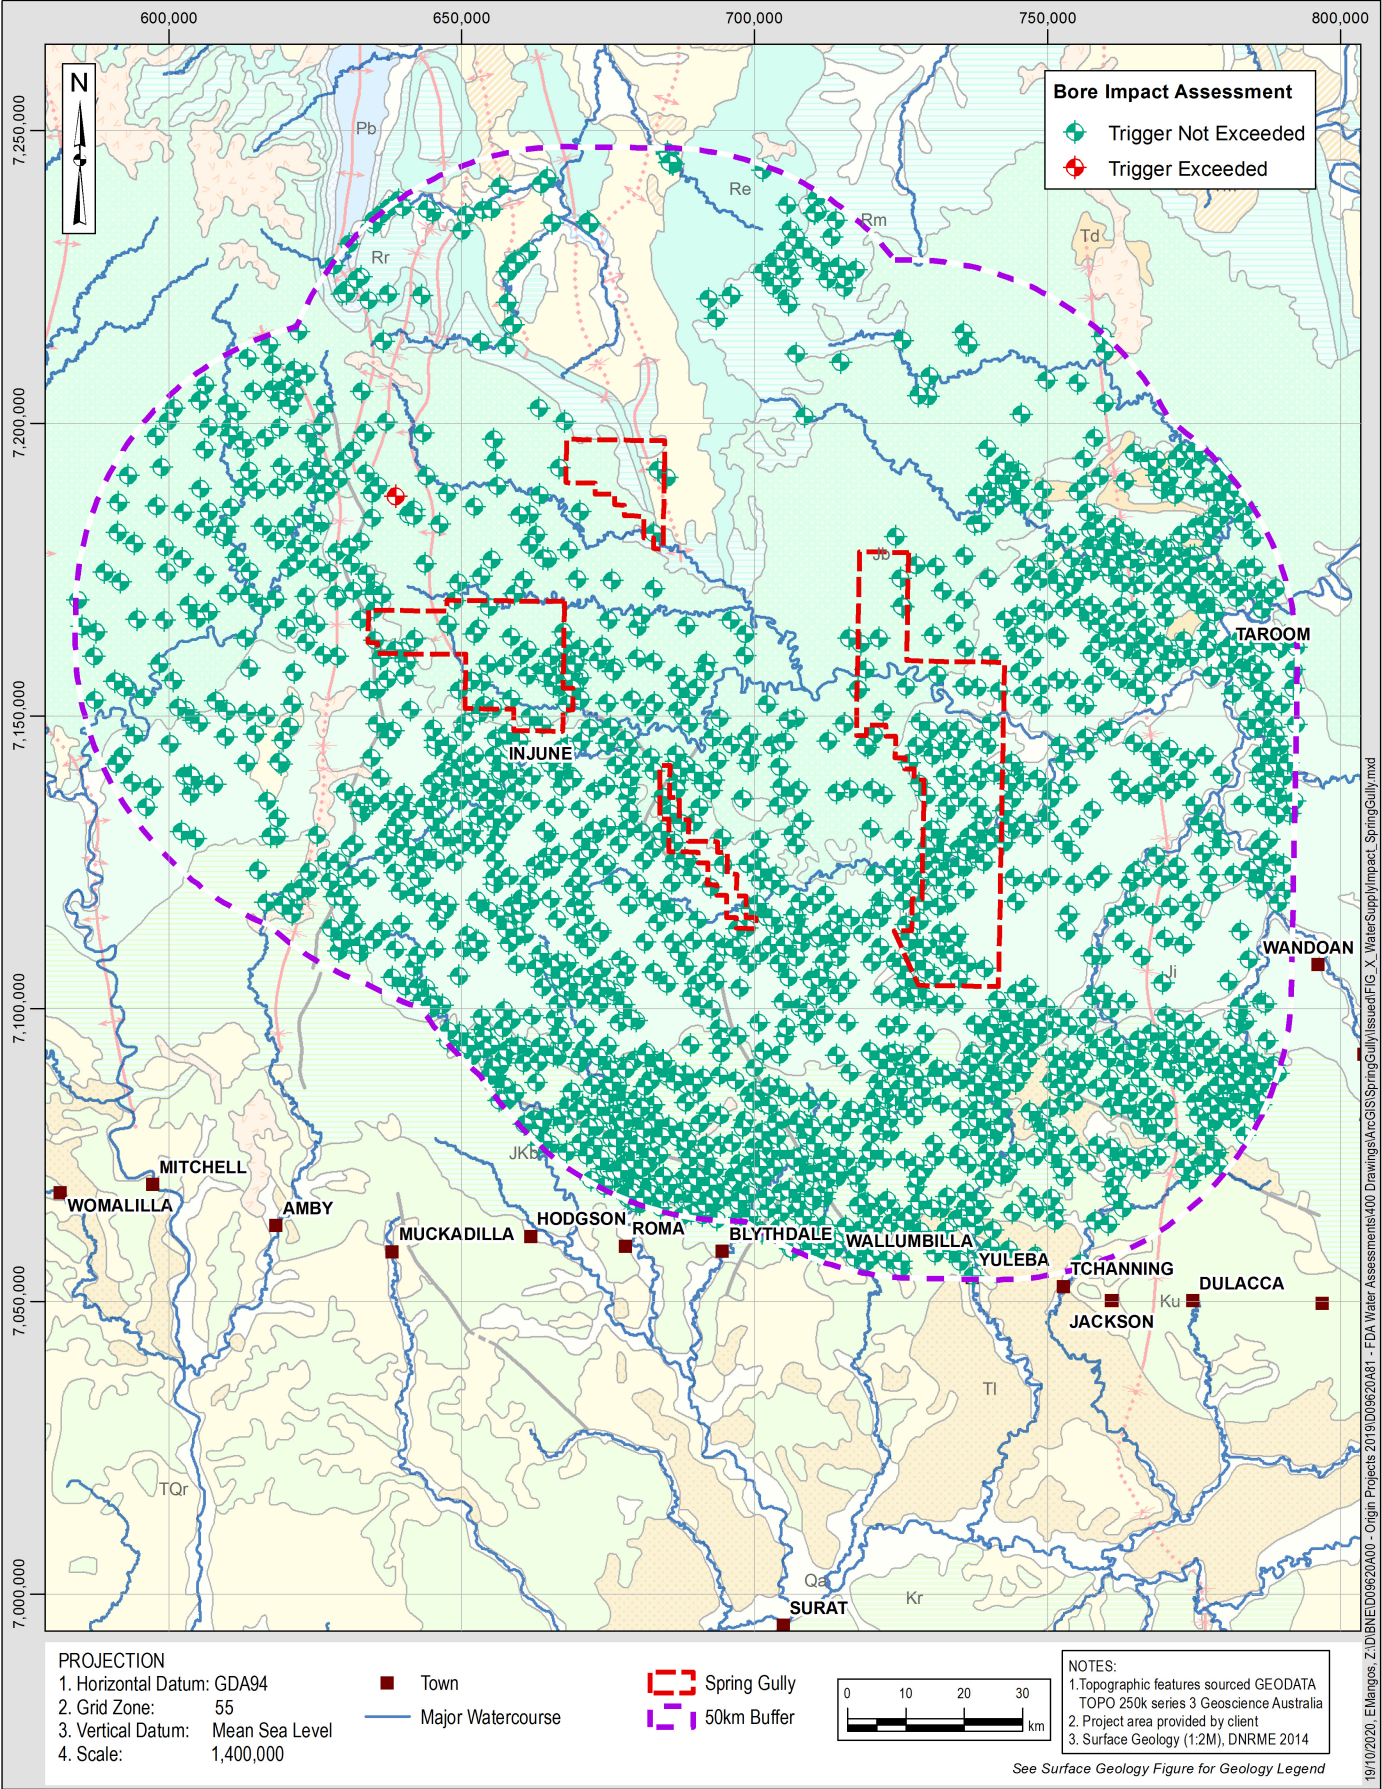 600,000
650,000
700,000
750,000
800,000
7,250,000
7,200,000
7,150,000
7,100,000
7,050,000
7,000,000
N
Bore Impact Assessment
Trigger Not Exceeded
Trigger Exceeded
Pb
Re
Rm
Rr
Td
Jb
TAROOM
INJUNE
WANDOAN
Ji
JKb
MITCHELL
WOMALILLA
AMBY
MUCKADILLA
HODGSON
ROMA
BLYTHDALE
WALLUMBILLA
YULEBA
TCHANNING
DULACCA
Ku
JACKSON
Tl
TQr
Qa
Kr
SURAT
19/10/2020, EMangos, Z:\D\BNE\D09620A00 - Origin Projects 2019\D09620A81 - FDA Water Assessments\400 Drawings\ArcGIS\SpringGully\Issued\FIG_X_WaterSupplyImpact_SpringGully.mxd
PROJECTION
1. Horizontal Datum: GDA94
2. Grid Zone: 55
3. Vertical Datum: Mean Sea Level
4. Scale: 1,400,000
Town
Major Watercourse
Spring Gully
50km Buffer
0 10 20 30
km
NOTES:
1.Topographic features sourced GEODATA
TOPO 250k series 3 Geoscience Australia
2. Project area provided by client
3. Surface Geology (1:2M), DNRME 2014
See Surface Geology Figure for Geology Legend